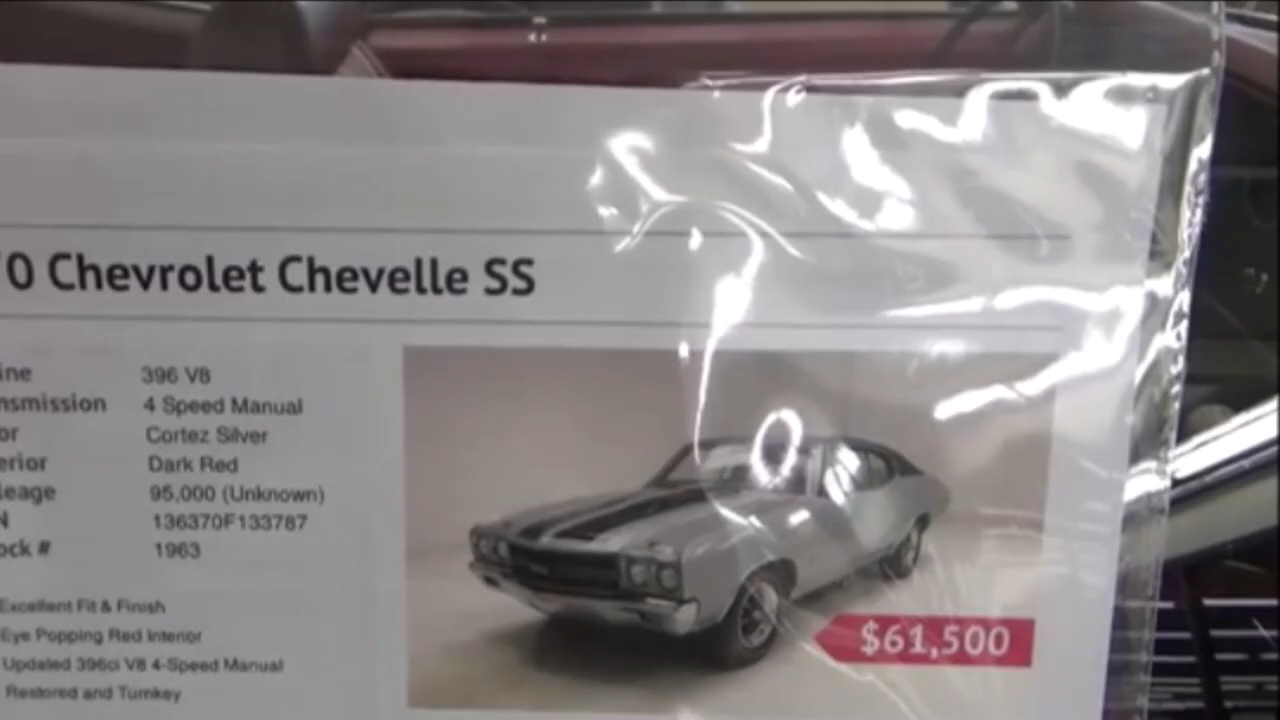 0 Chevrolet Chevelle SS
ine 396 V8
nsmission 4 Speed Manual
or Cortez Silver
erior Dark Red
leage 95,000 (Unknown)
N 136370F133787
ock # 1963
Excellent Fit & Finish
Eye Popping Red Interior
Updated 396ci V8 4-Speed Manual
Restored and Turnkey
$61,500